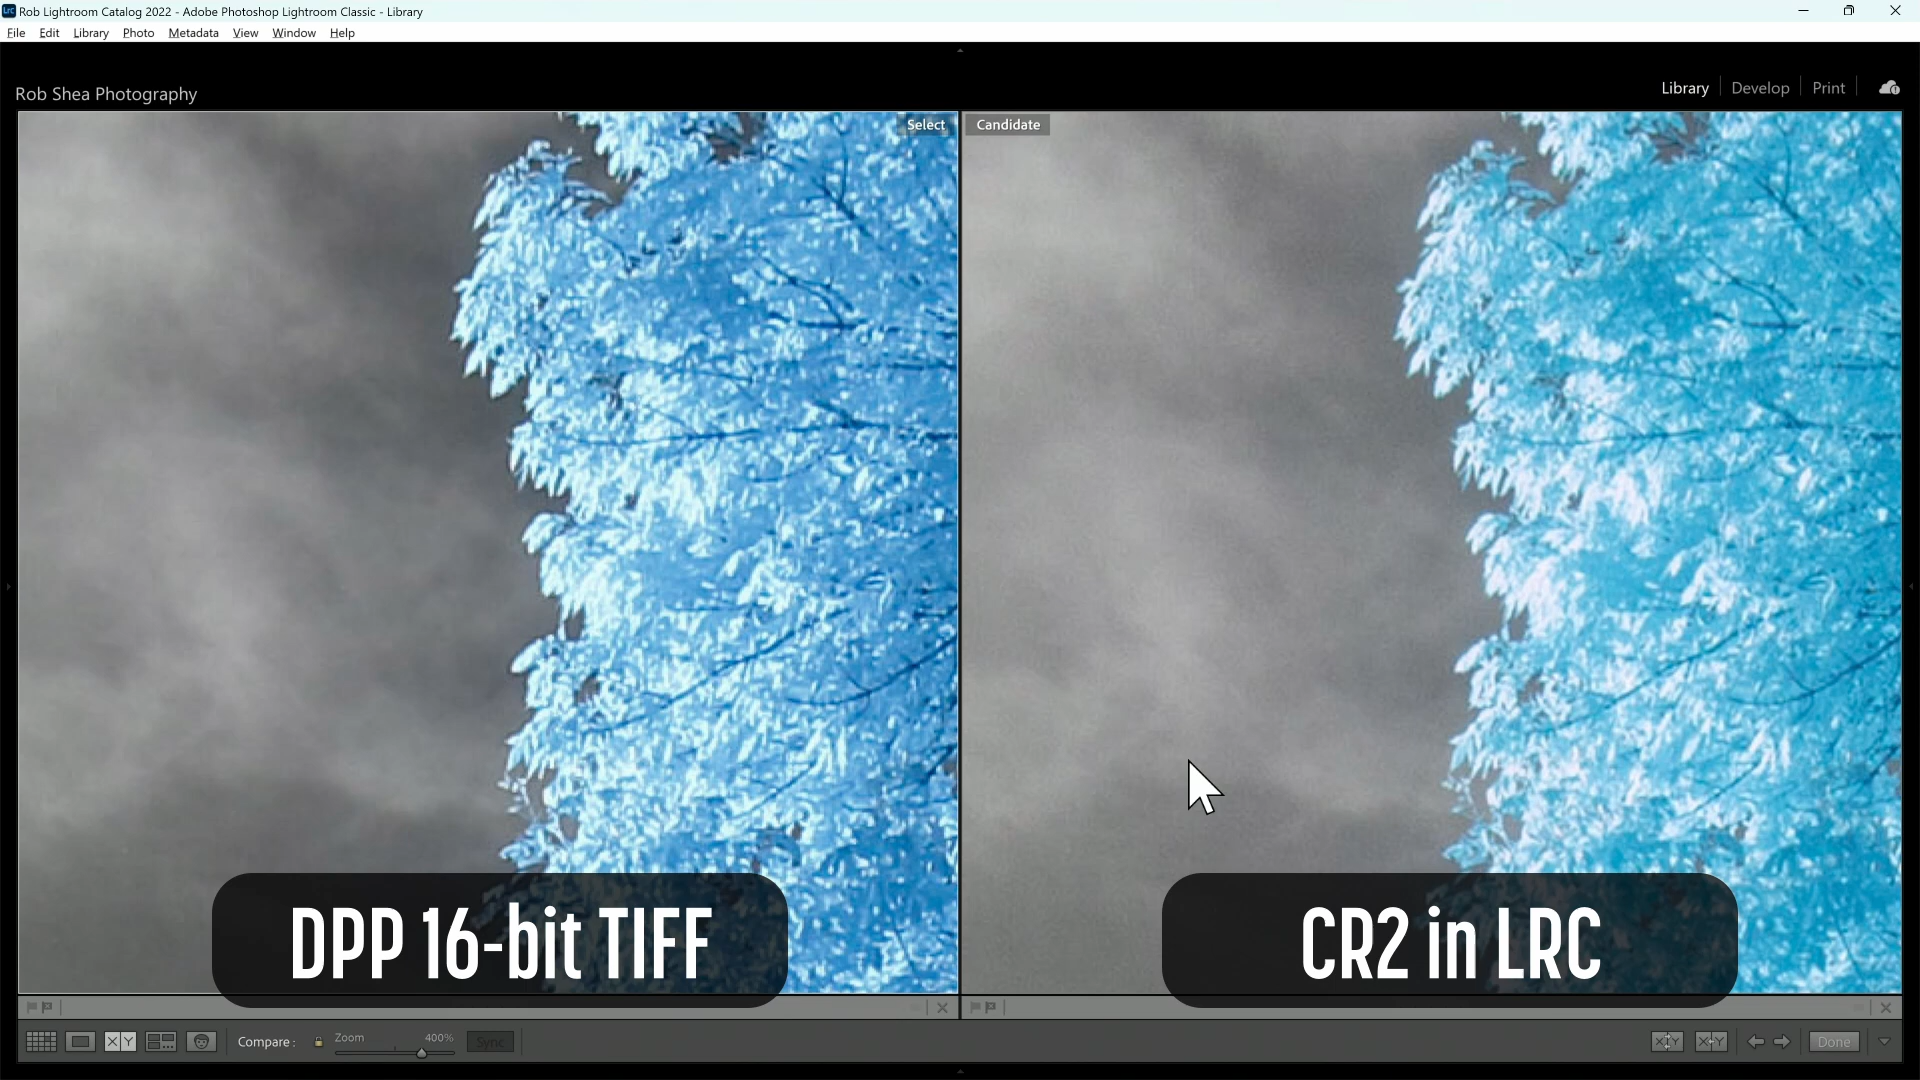 Rob Lightroom Catalog 2022 - Adobe Photoshop Lightroom Classic - Library
File Edit Library Photo Metadata View Window Help
Rob Shea Photography
Library Develop Print
Select
Candidate
DPP 16-bit TIFF
CR2 in LRC
Compare : Zoom 400% Sync
Done